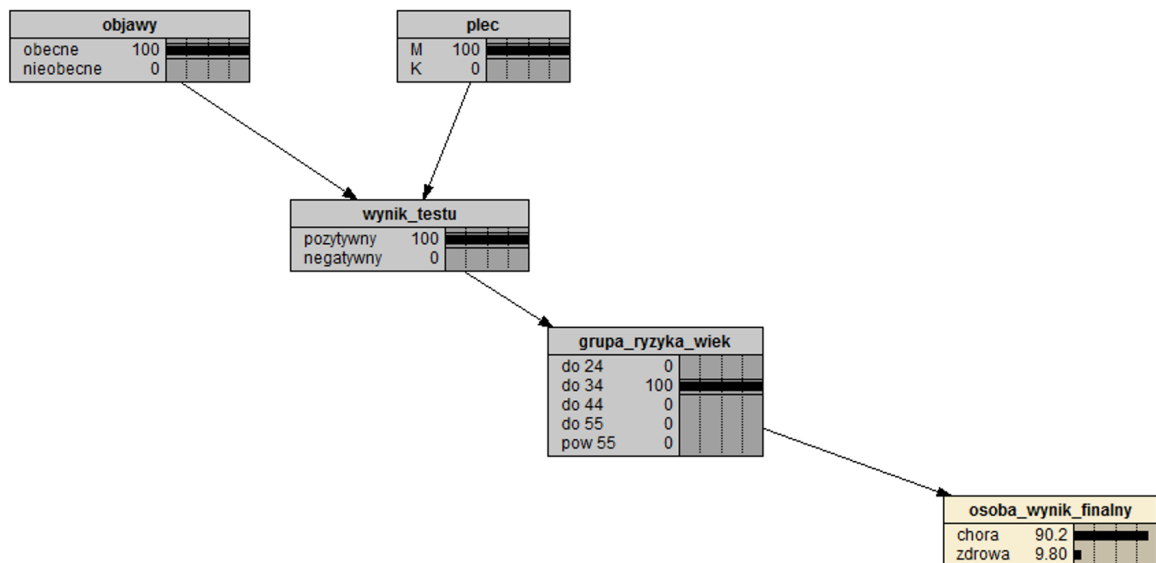 objawy
obecne 100
nieobecne 0
plec
M 100
K 0
wynik_testu
pozytywny 100
negatywny 0
grupa_ryzyka_wiek
do 24 0
do 34 100
do 44 0
do 55 0
pow 55 0
osoba_wynik_finalny
chora 90.2
zdrowa 9.80